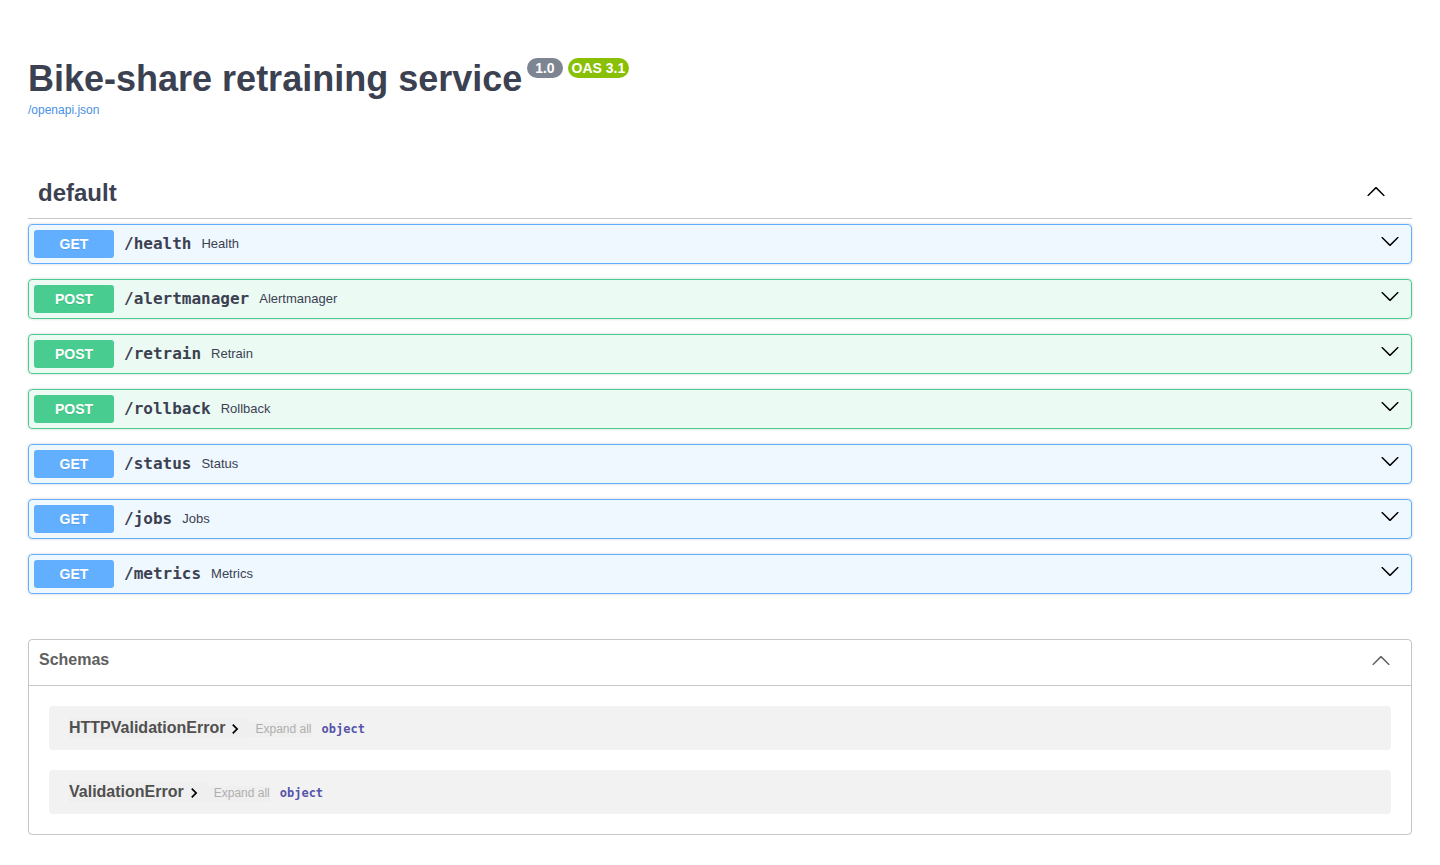 Bike-share retraining service 1.0 OAS 3.1
/openapi.json
default
GET /health Health
POST /alertmanager Alertmanager
POST /retrain Retrain
POST /rollback Rollback
GET /status Status
GET /jobs Jobs
GET /metrics Metrics
Schemas
HTTPValidationError Expand all object
ValidationError Expand all object